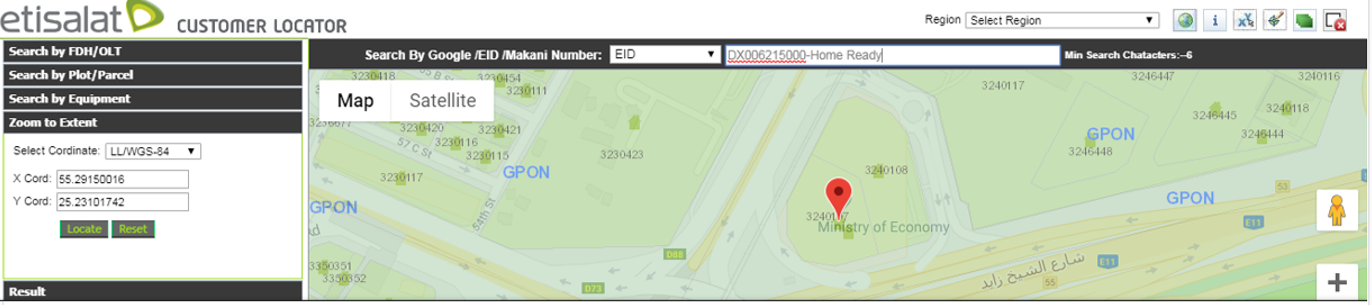 etisalat CUSTOMER LOCATOR
Region Select Region
Search by FDH/OLT
Search by Plot/Parcel
Search by Equipment
Zoom to Extent
Select Cordinate: LL/WGS-84
X Cord: 55.29150016
Y Cord: 25.23101742
Locate Reset
Result
Search By Google /EID /Makani Number: EID DX006215000-Home Ready Min Search Chatacters:--6
Map Satellite
3230418
3230454
3230111
3240117
3246447
3240116
3230420
3230421
3246445
3240118
57 C St
3230116
GPON
3246444
3230115
3230423
3246448
3230117
GPON
3240108
53
GPON
GPON
54th St
Ministry of Economy
E11
D88
شارع الشيخ زايد
E11
3350351
3350352
D73
55